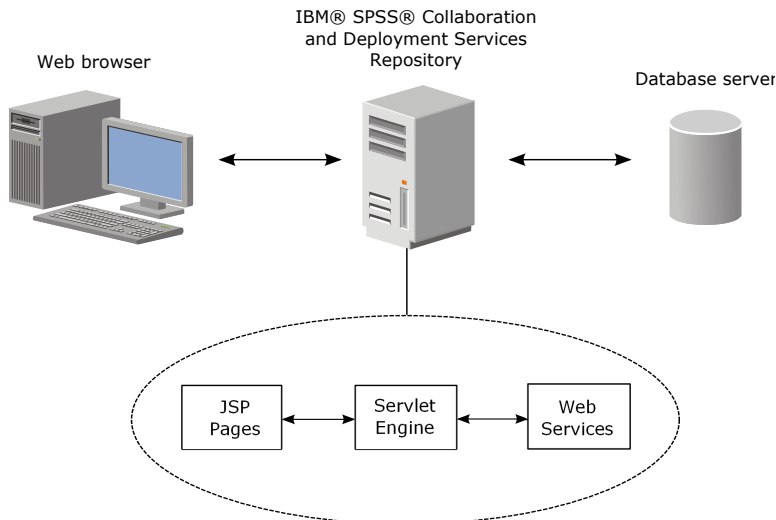 IBM® SPSS® Collaboration
and Deployment Services
Repository
Web browser
Database server
JSP
Pages
Servlet
Engine
Web
Services